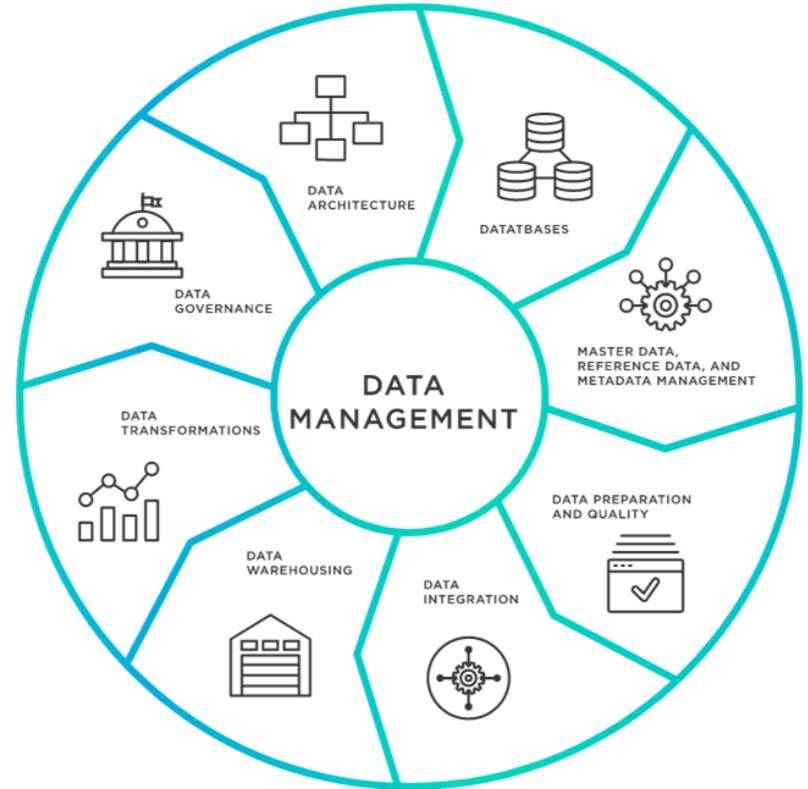 DATA
ARCHITECTURE
DATATBASES
MASTER DATA,
REFERENCE DATA, AND
METADATA MANAGEMENT
DATA PREPARATION
AND QUALITY
DATA
INTEGRATION
DATA
WAREHOUSING
DATA
TRANSFORMATIONS
DATA
GOVERNANCE
DATA
MANAGEMENT